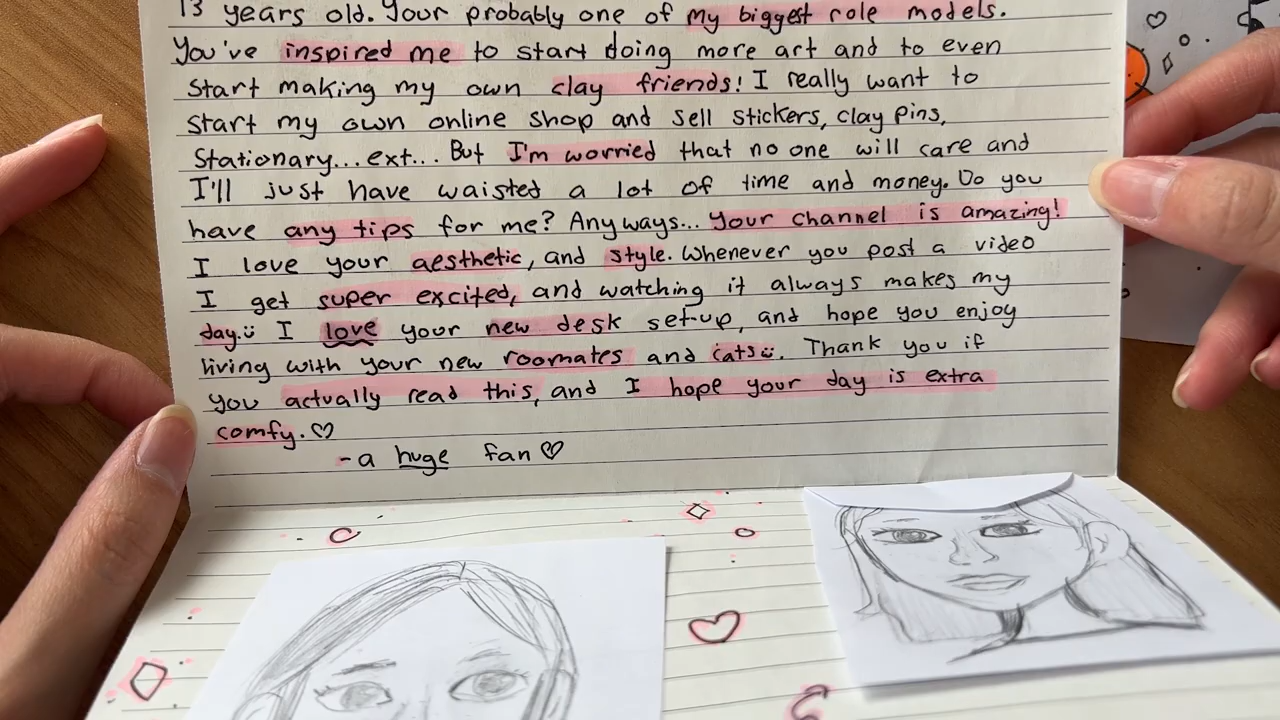 13 years old. Your probably one of my biggest role models.
You've inspired me to start doing more art and to even
start making my own clay friends! I really want to
start my own online shop and sell stickers, clay pins,
Stationary... ext... But I'm worried that no one will care and
I'll just have waisted a lot of time and money. Do you
have any tips for me? Anyways... Your channel is amazing!
I love your aesthetic, and style. Whenever you post a video
I get super excited, and watching it always makes my
day.ü I love your new desk set-up, and hope you enjoy
living with your new roomates and cats ü. Thank you if
you actually read this, and I hope your day is extra
comfy. ♡
-a huge fan ♡